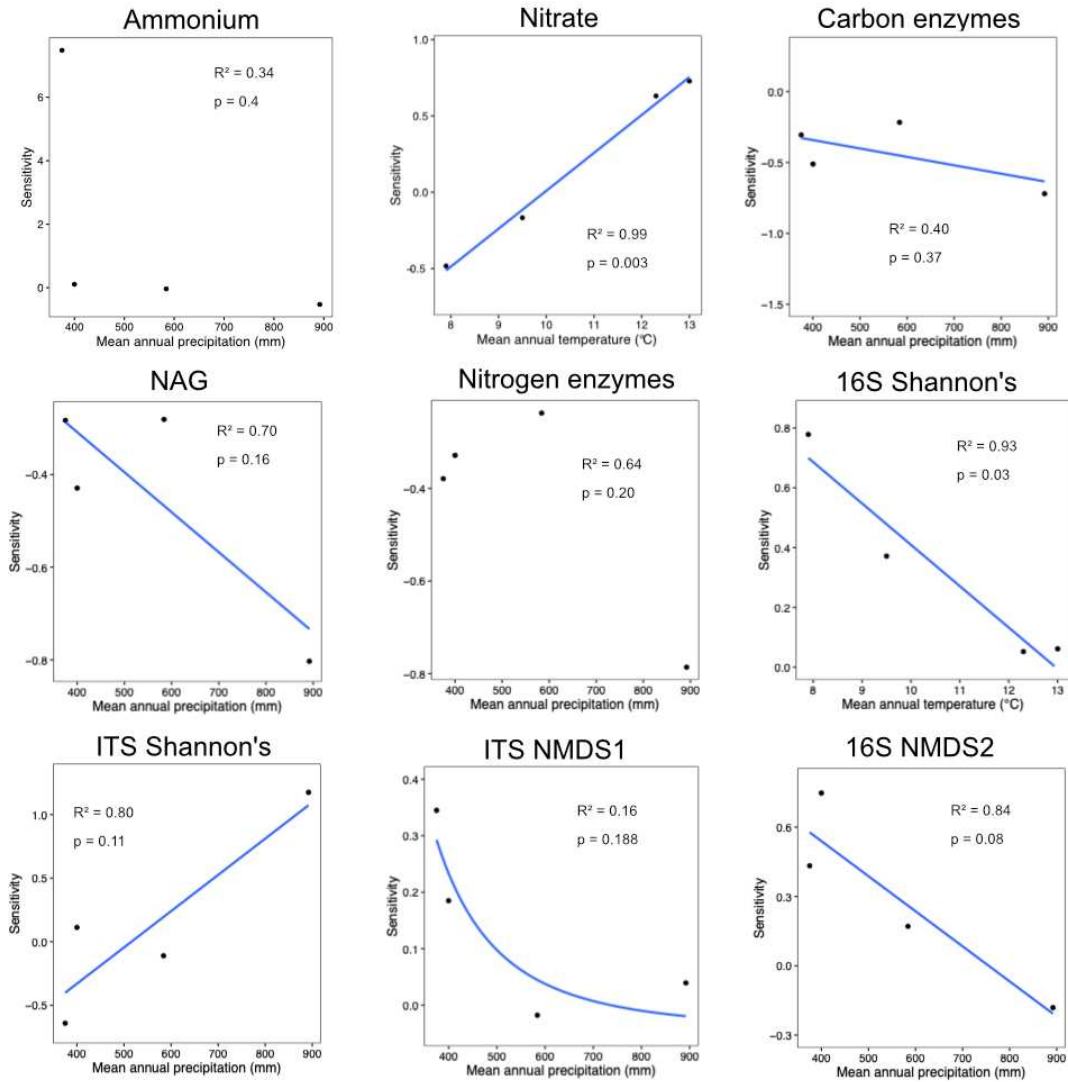 Ammonium
Sensitivity
6
4
2
0
R² = 0.34
p = 0.4
400 500 600 700 800 900
Mean annual precipitation (mm)
Nitrate
Sensitivity
1.0
0.5
0.0
−0.5
R² = 0.99
p = 0.003
8 9 10 11 12 13
Mean annual temperature (°C)
Carbon enzymes
Sensitivity
0.0
−0.5
−1.0
−1.5
R² = 0.40
p = 0.37
400 500 600 700 800 900
Mean annual precipitation (mm)
NAG
Sensitivity
−0.4
−0.6
−0.8
R² = 0.70
p = 0.16
400 500 600 700 800 900
Mean annual precipitation (mm)
Nitrogen enzymes
Sensitivity
−0.4
−0.6
−0.8
R² = 0.64
p = 0.20
400 500 600 700 800 900
Mean annual precipitation (mm)
16S Shannon's
Sensitivity
0.8
0.6
0.4
0.2
0.0
R² = 0.93
p = 0.03
8 9 10 11 12 13
Mean annual temperature (°C)
ITS Shannon's
Sensitivity
1.0
0.5
0.0
−0.5
R² = 0.80
p = 0.11
400 500 600 700 800 900
Mean annual precipitation (mm)
ITS NMDS1
Sensitivity
0.4
0.3
0.2
0.1
0.0
R² = 0.16
p = 0.188
400 500 600 700 800 900
Mean annual precipitation (mm)
16S NMDS2
Sensitivity
0.6
0.3
0.0
−0.3
R² = 0.84
p = 0.08
400 500 600 700 800 900
Mean annual precipitation (mm)